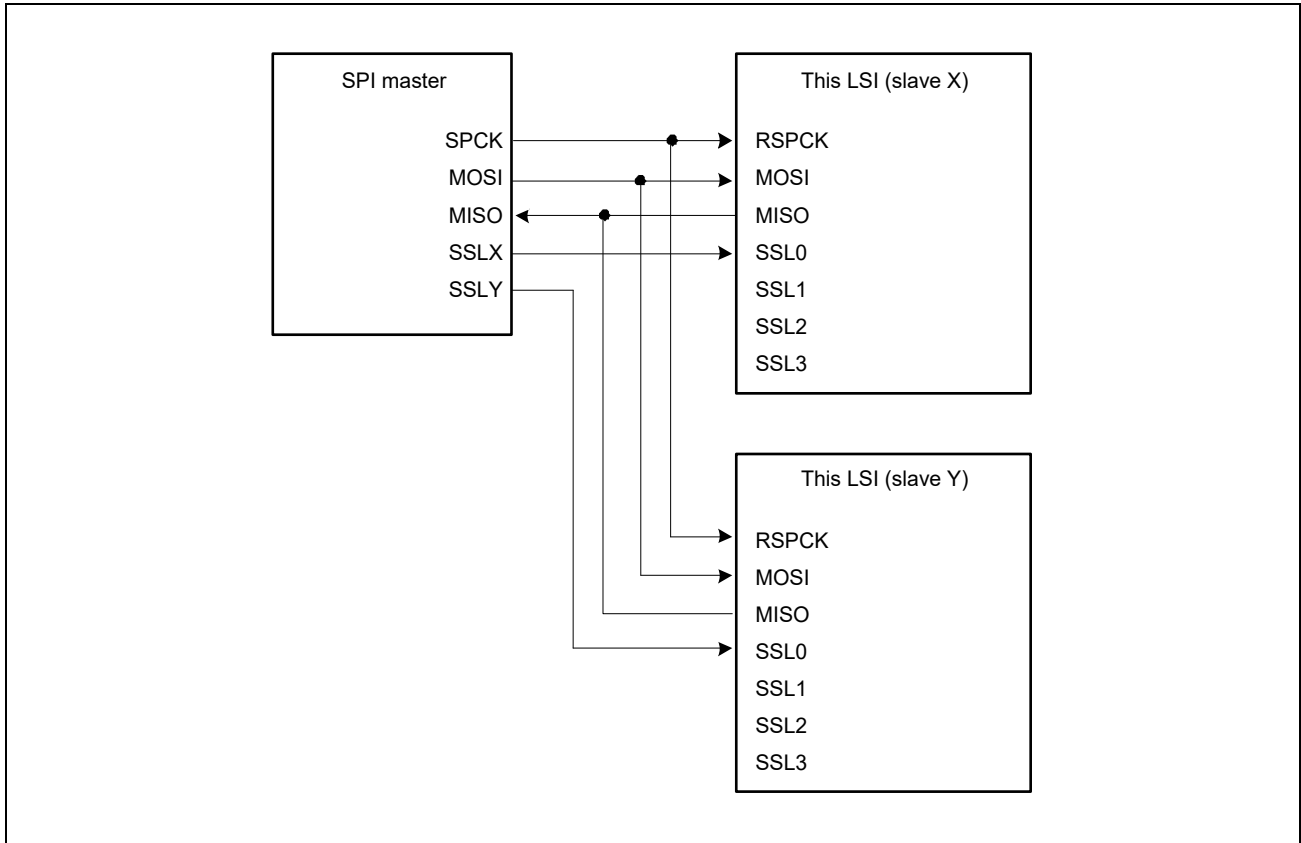 SPI master
SPCK
MOSI
MISO
SSLX
SSLY
This LSI (slave X)
RSPCK
MOSI
MISO
SSL0
SSL1
SSL2
SSL3
This LSI (slave Y)
RSPCK
MOSI
MISO
SSL0
SSL1
SSL2
SSL3